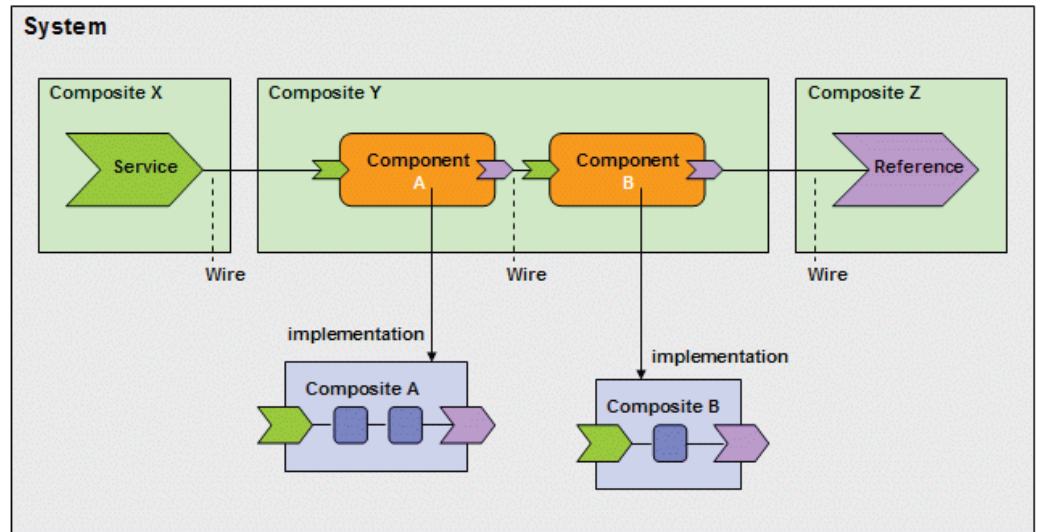 System
Composite X
Composite Y
Composite Z
Service
Component
A
Component
B
Reference
Wire
Wire
Wire
implementation
implementation
Composite A
Composite B